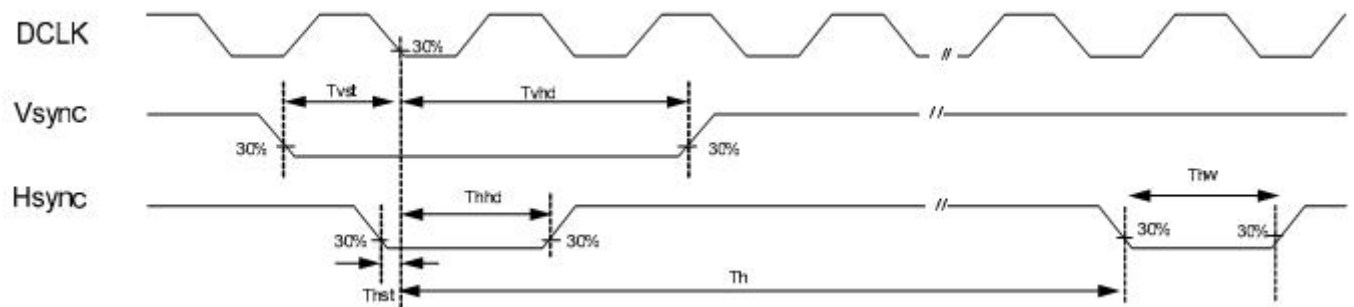 DCLK
30%
Tvst
Tvhd
Vsync
//
30%
30%
Hsync
Thhd
Thw
//
30%
30%
30%
30%
Thst
Th
//